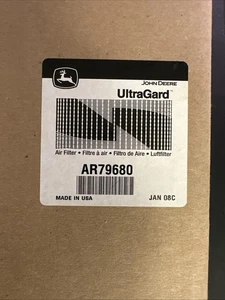 JOHN DEERE
UltraGard™
Air Filter • Filtre à air • Filtro de Aire • Luftfilter
AR79680
MADE IN USA JAN 08C